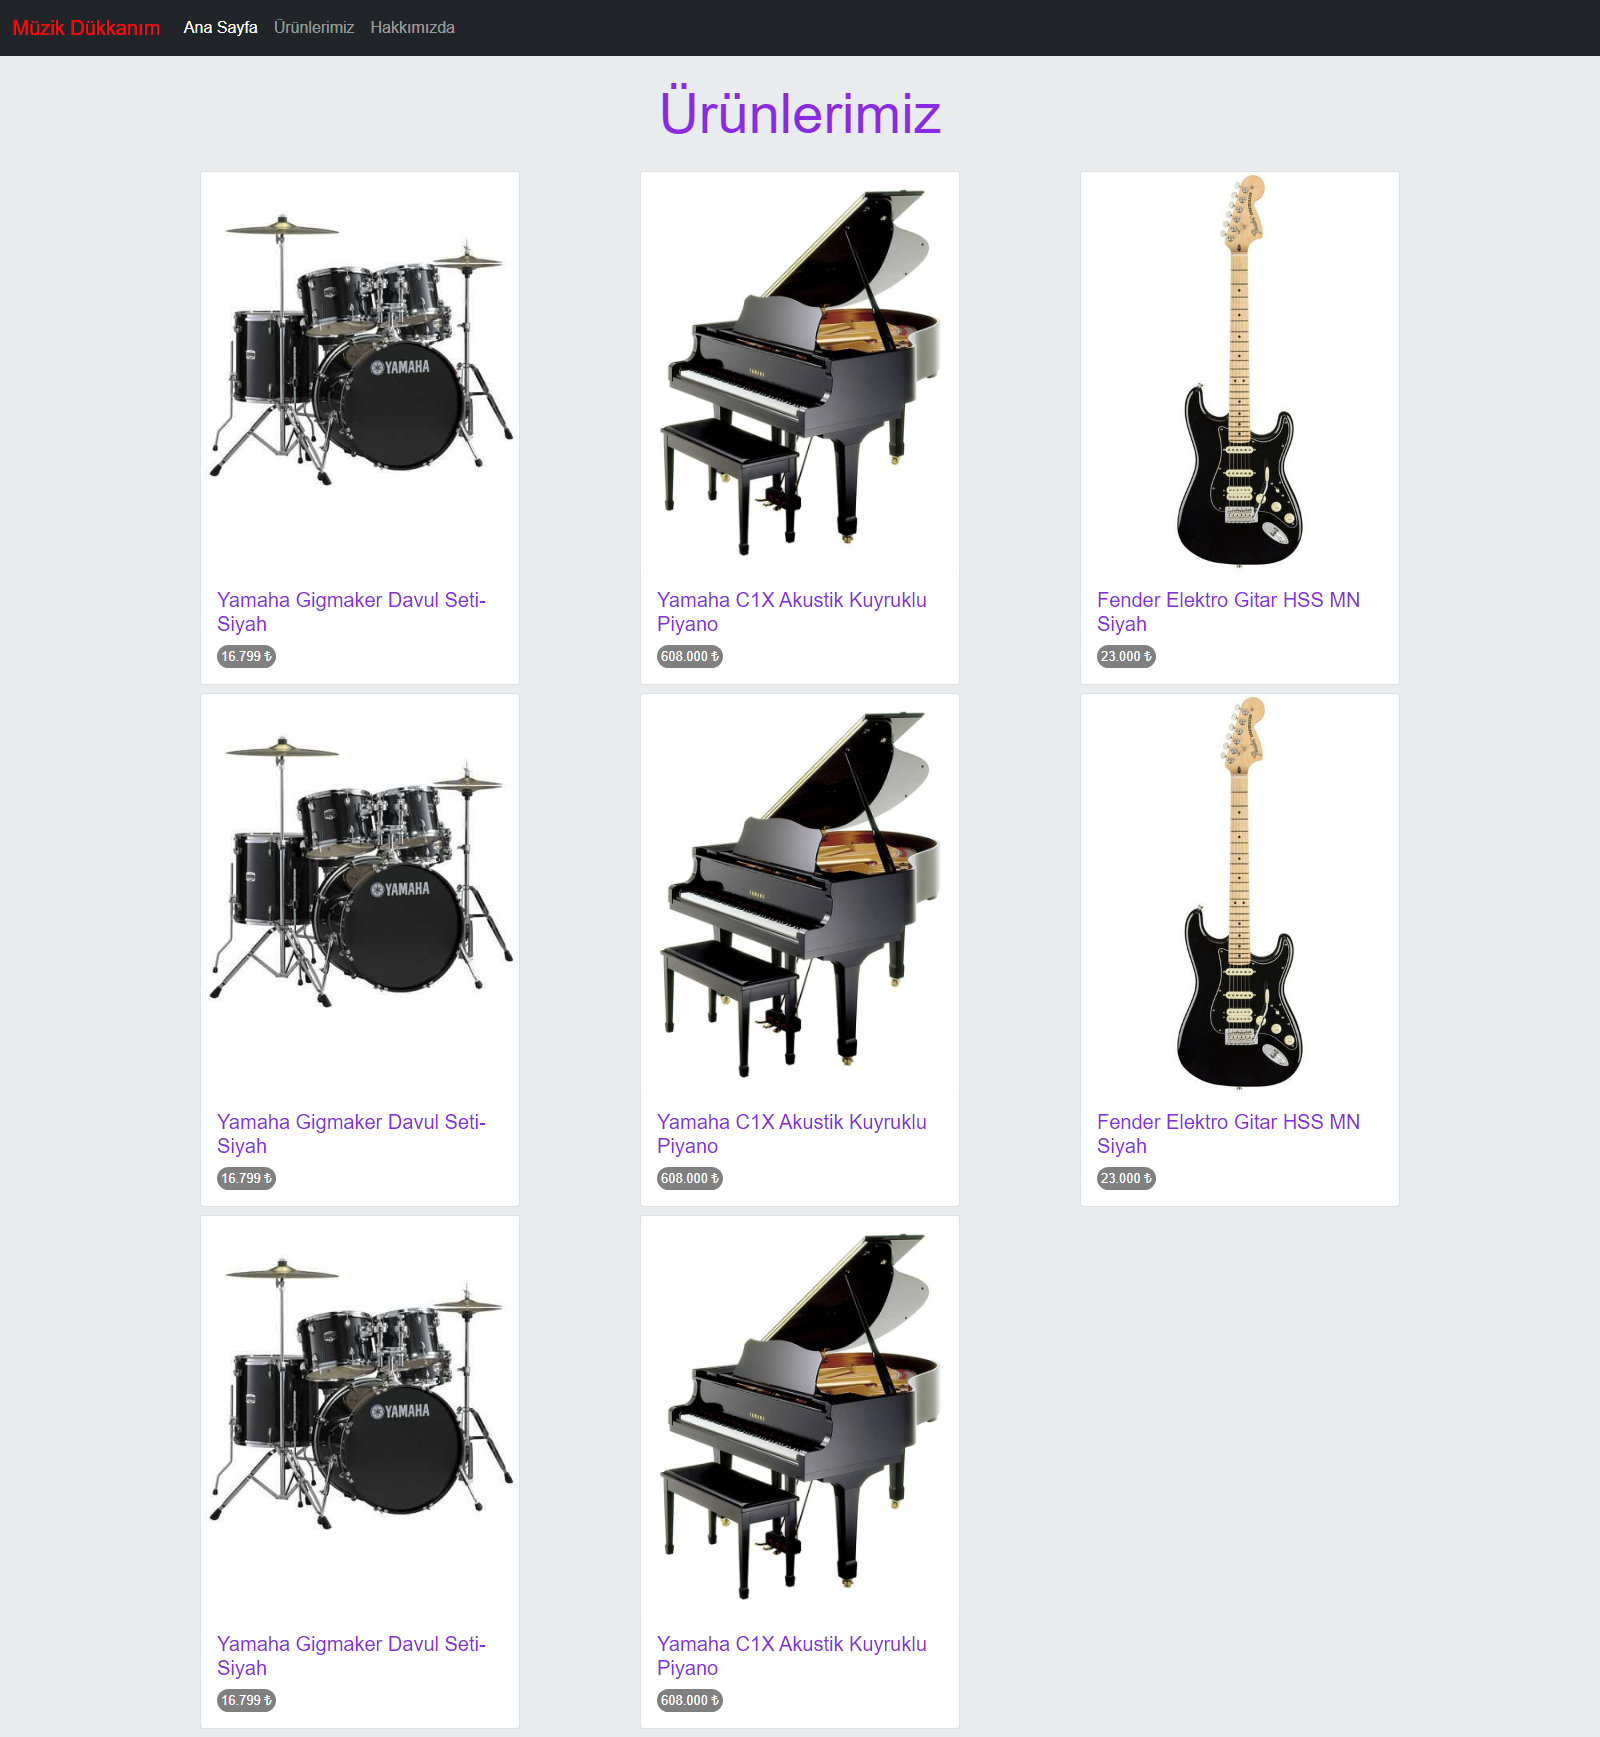 Müzik Dükkanım Ana Sayfa Ürünlerimiz Hakkımızda
Ürünlerimiz
YAMAHA
YAMAHA
Yamaha Gigmaker Davul Seti-
Siyah
16.799 ₺
Yamaha C1X Akustik Kuyruklu
Piyano
608.000 ₺
Fender Elektro Gitar HSS MN
Siyah
23.000 ₺
YAMAHA
YAMAHA
Yamaha Gigmaker Davul Seti-
Siyah
16.799 ₺
Yamaha C1X Akustik Kuyruklu
Piyano
608.000 ₺
Fender Elektro Gitar HSS MN
Siyah
23.000 ₺
YAMAHA
YAMAHA
Yamaha Gigmaker Davul Seti-
Siyah
16.799 ₺
Yamaha C1X Akustik Kuyruklu
Piyano
608.000 ₺